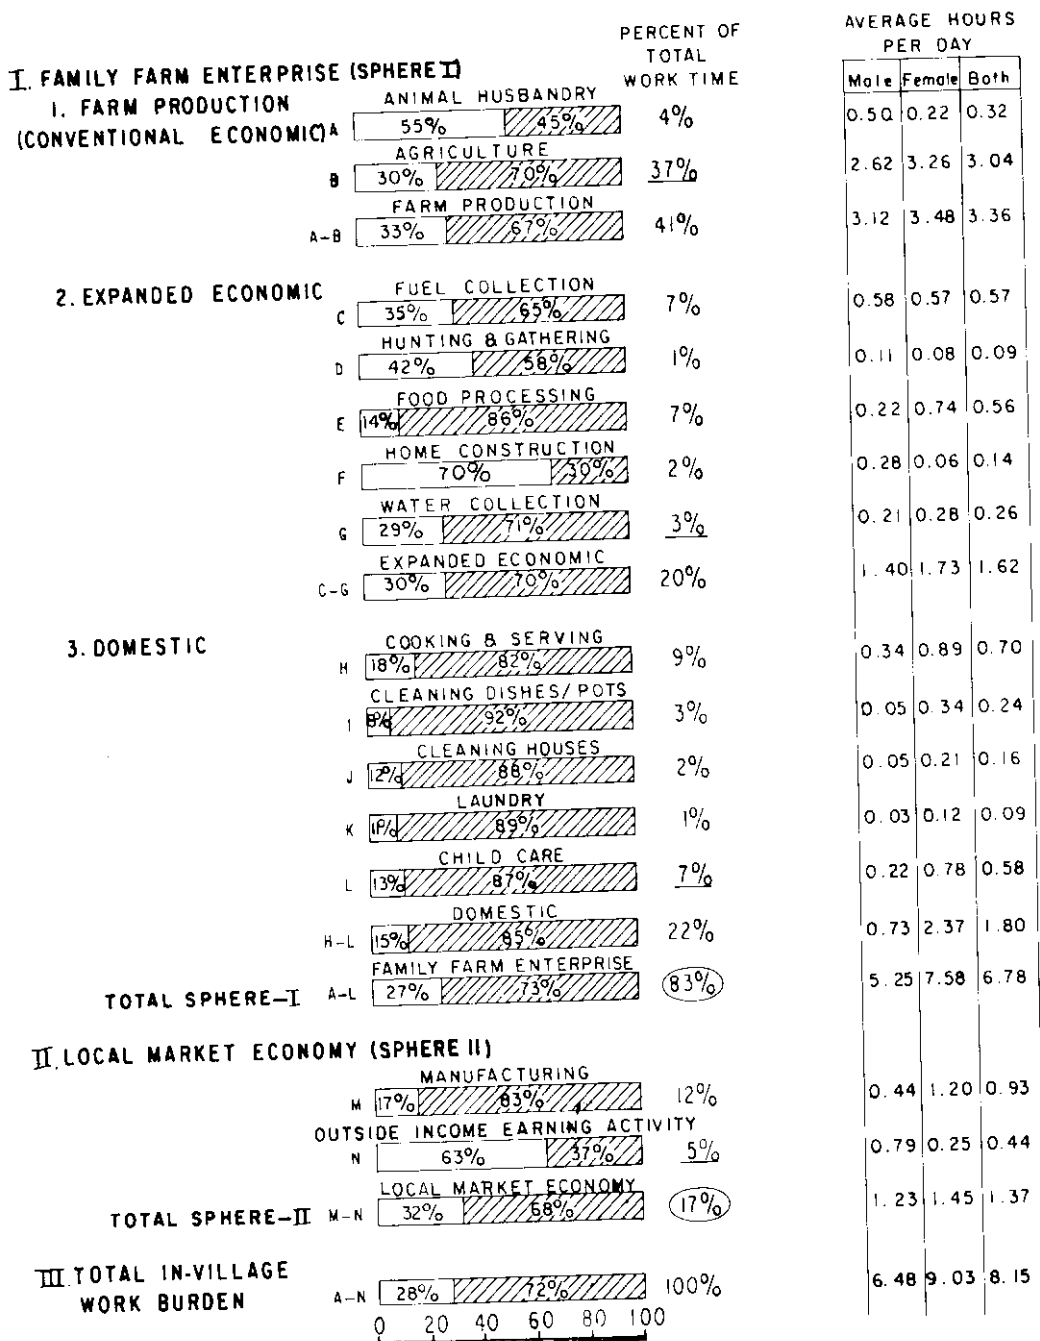 AVERAGE HOURS
PERCENT OF PER DAY
TOTAL
I. FAMILY FARM ENTERPRISE (SPHERE I) WORK TIME Male Female Both
1. FARM PRODUCTION ANIMAL HUSBANDRY
(CONVENTIONAL ECONOMIC) A 55% 45% 4% 0.50 0.22 0.32
AGRICULTURE
B 30% 70% 37% 2.62 3.26 3.04
FARM PRODUCTION
A-B 33% 67% 41% 3.12 3.48 3.36
2. EXPANDED ECONOMIC FUEL COLLECTION
C 35% 65% 7% 0.58 0.57 0.57
HUNTING & GATHERING
D 42% 58% 1% 0.11 0.08 0.09
FOOD PROCESSING
E 14% 86% 7% 0.22 0.74 0.56
HOME CONSTRUCTION
F 70% 30% 2% 0.28 0.06 0.14
WATER COLLECTION
G 29% 71% 3% 0.21 0.28 0.26
EXPANDED ECONOMIC
C-G 30% 70% 20% 1.40 1.73 1.62
3. DOMESTIC COOKING & SERVING
H 18% 82% 9% 0.34 0.89 0.70
CLEANING DISHES/POTS
I 8% 92% 3% 0.05 0.34 0.24
CLEANING HOUSES
J 12% 88% 2% 0.05 0.21 0.16
LAUNDRY
K 11% 89% 1% 0.03 0.12 0.09
CHILD CARE
L 13% 87% 7% 0.22 0.78 0.58
DOMESTIC
H-L 15% 85% 22% 0.73 2.37 1.80
FAMILY FARM ENTERPRISE
TOTAL SPHERE-I A-L 27% 73% 83% 5.25 7.58 6.78
II. LOCAL MARKET ECONOMY (SPHERE II)
MANUFACTURING
M 17% 83% 12% 0.44 1.20 0.93
OUTSIDE INCOME EARNING ACTIVITY
N 63% 37% 5% 0.79 0.25 0.44
LOCAL MARKET ECONOMY
TOTAL SPHERE-II M-N 32% 68% 17% 1.23 1.45 1.37
III. TOTAL IN-VILLAGE
WORK BURDEN A-N 28% 72% 100% 6.48 9.03 8.15
0 20 40 60 80 100